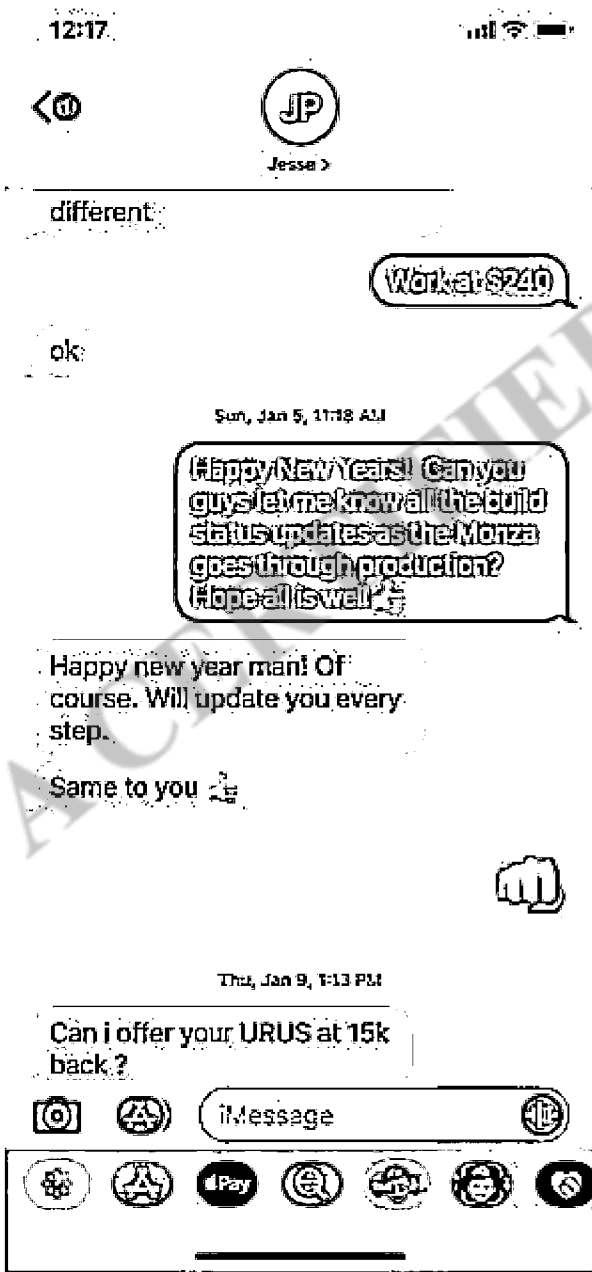 12:17
JP
Jesse >
different
Work at $240
ok
Sun, Jan 5, 11:18 AM
Happy New Years! Can you
guys let me know all the build
status updates as the Monza
goes through production?
Hope all is well
Happy new year man! Of
course. Will update you every
step.
Same to you
Thu, Jan 9, 1:13 PM
Can i offer your URUS at 15k
back ?
iMessage
Pay
A CERTIFIE